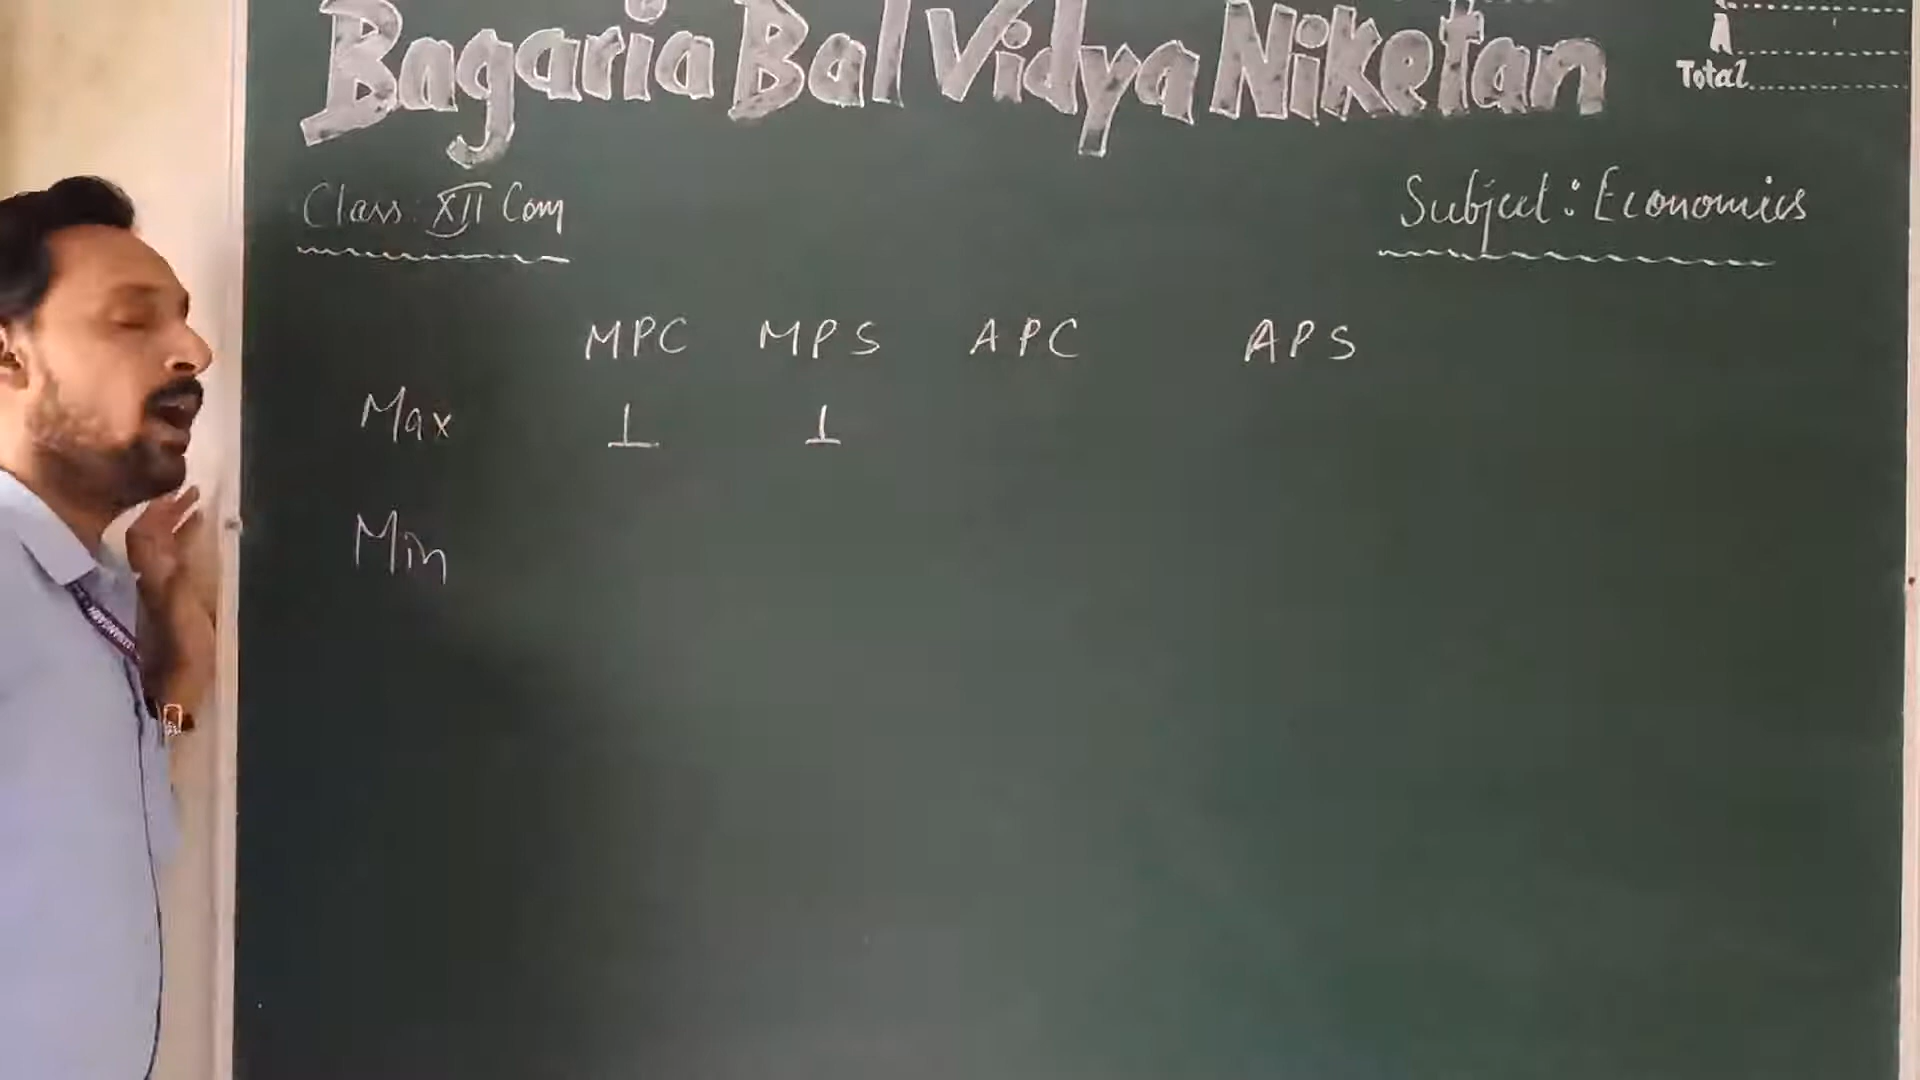 Bagaria Bal Vidya Niketan
A
Total
Class: XII Com
Subject: Economics
MPC MPS APC APS
Max 1 1
Min